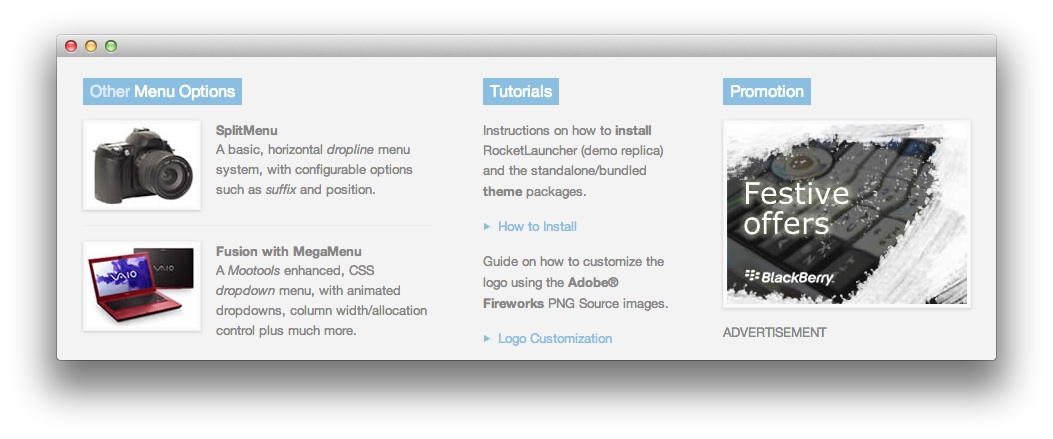 Other Menu Options
SplitMenu
A basic, horizontal dropline menu
system, with configurable options
such as suffix and position.
VAIO
VAIO
Fusion with MegaMenu
A Mootools enhanced, CSS
dropdown menu, with animated
dropdowns, column width/allocation
control plus much more.
Tutorials
Instructions on how to install
RocketLauncher (demo replica)
and the standalone/bundled
theme packages.
How to Install
Guide on how to customize the
logo using the Adobe®
Fireworks PNG Source images.
Logo Customization
Promotion
Festive
offers
BlackBerry
ADVERTISEMENT